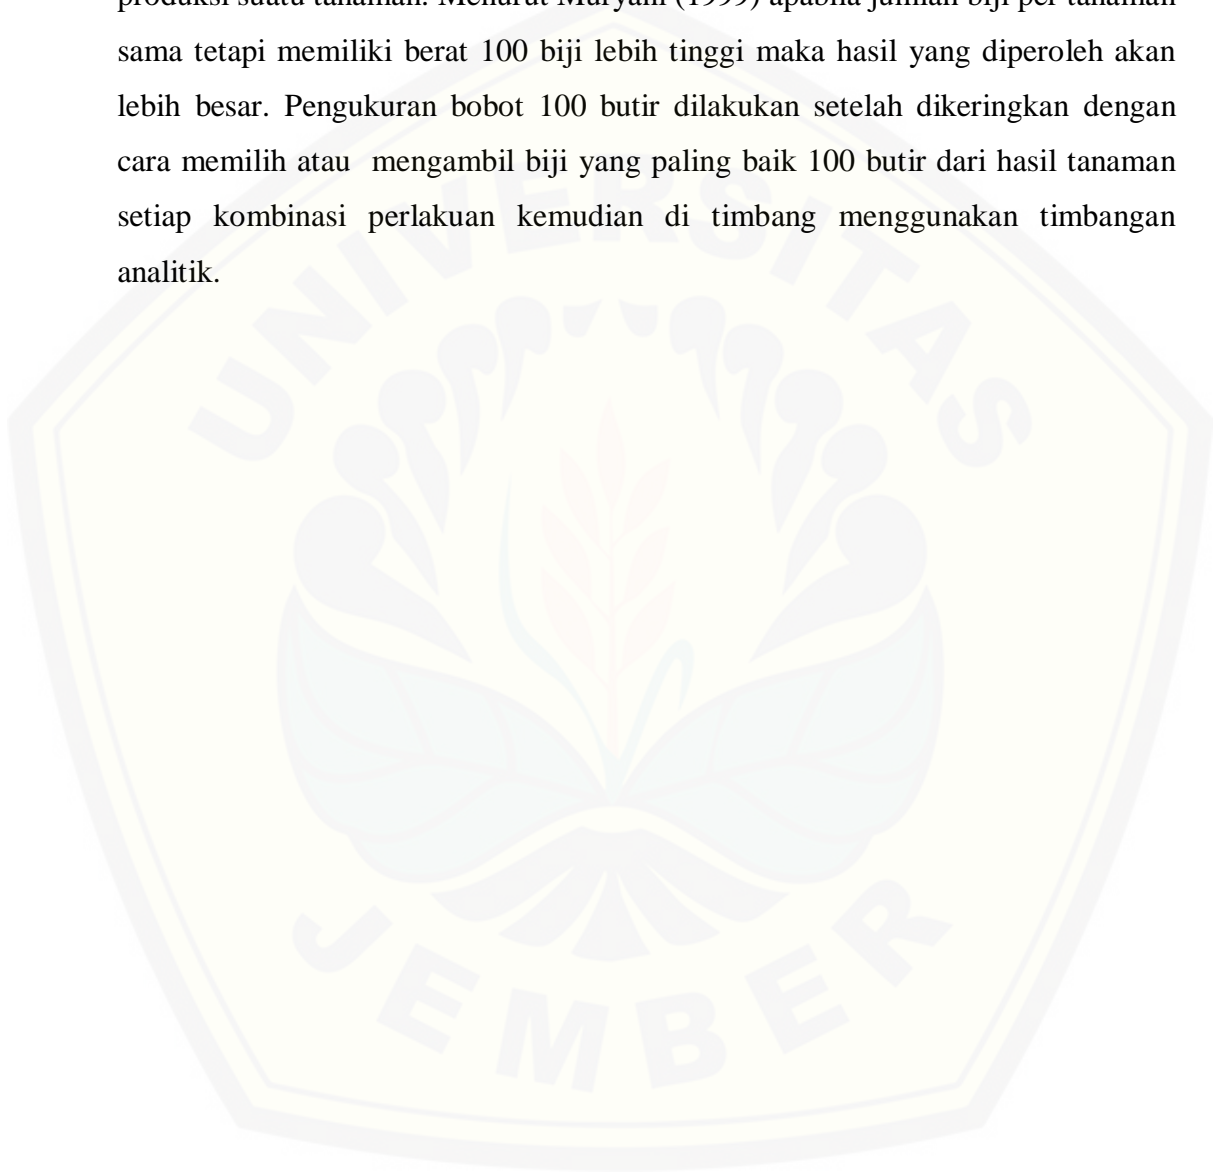 produksi suatu tanaman. Menurut (1999) apabila jumlah biji per tanaman
sama tetapi memiliki berat 100 biji lebih tinggi maka hasil yang diperoleh akan
lebih besar. Pengukuran bobot 100 butir dilakukan setelah dikeringkan dengan
cara memilih atau  mengambil biji yang paling baik 100 butir dari hasil tanaman
setiap kombinasi perlakuan kemudian di timbang menggunakan timbangan
analitik.
UNIVERSITAS
JEMBER